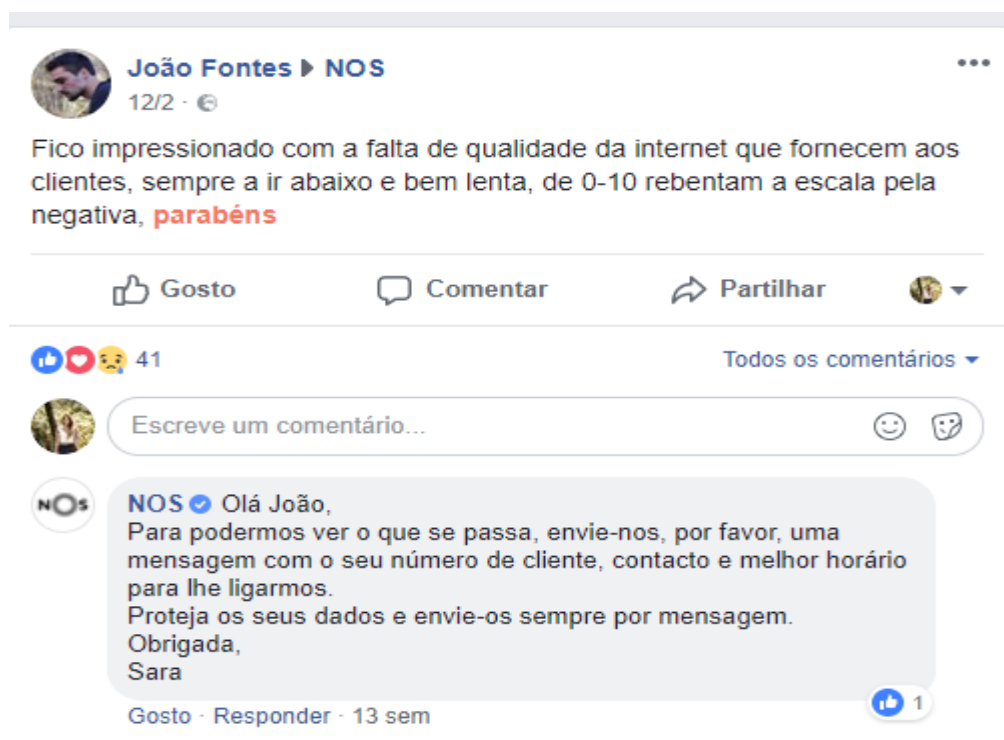 João Fontes ▶ NOS
12/2 ·
Fico impressionado com a falta de qualidade da internet que fornecem aos
clientes, sempre a ir abaixo e bem lenta, de 0-10 rebentam a escala pela
negativa, parabéns
Gosto Comentar Partilhar
41 Todos os comentários
Escreve um comentário...
NOS
NOS Olá João,
Para podermos ver o que se passa, envie-nos, por favor, uma
mensagem com o seu número de cliente, contacto e melhor horário
para lhe ligarmos.
Proteja os seus dados e envie-os sempre por mensagem.
Obrigada,
Sara
1
Gosto · Responder · 13 sem